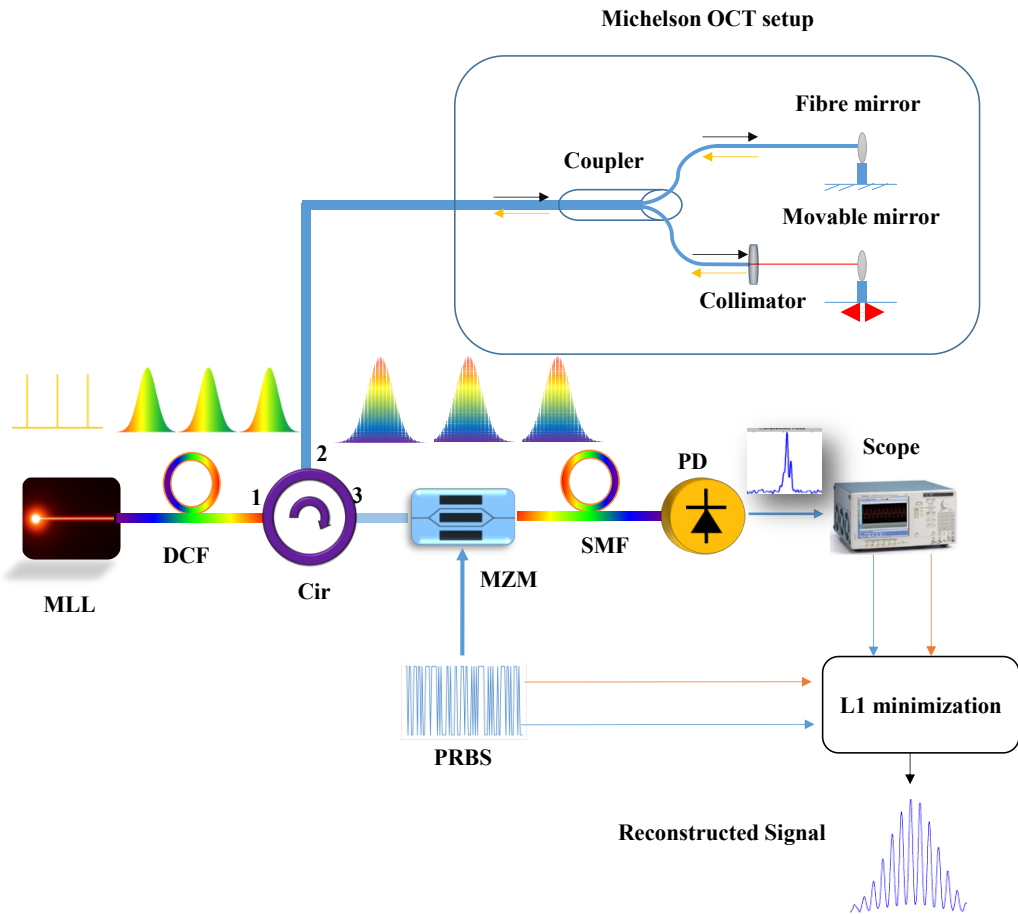 Michelson OCT setup
Fibre mirror
Coupler
Movable mirror
Collimator
2
1
3
PD
Scope
DCF
SMF
Cir
MZM
MLL
L1 minimization
PRBS
Reconstructed Signal